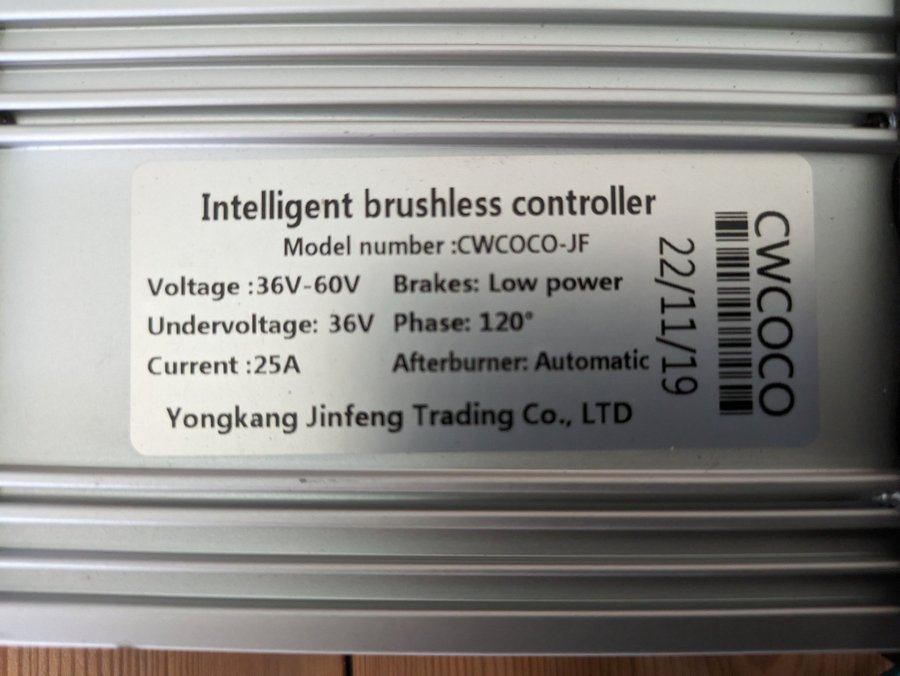 Intelligent brushless controller
Model number :CWCOCO-JF
Voltage :36V-60V Brakes: Low power
Undervoltage: 36V Phase: 120°
Current :25A Afterburner: Automatic
Yongkang Jinfeng Trading Co., LTD
22/11/19
CWCOCO